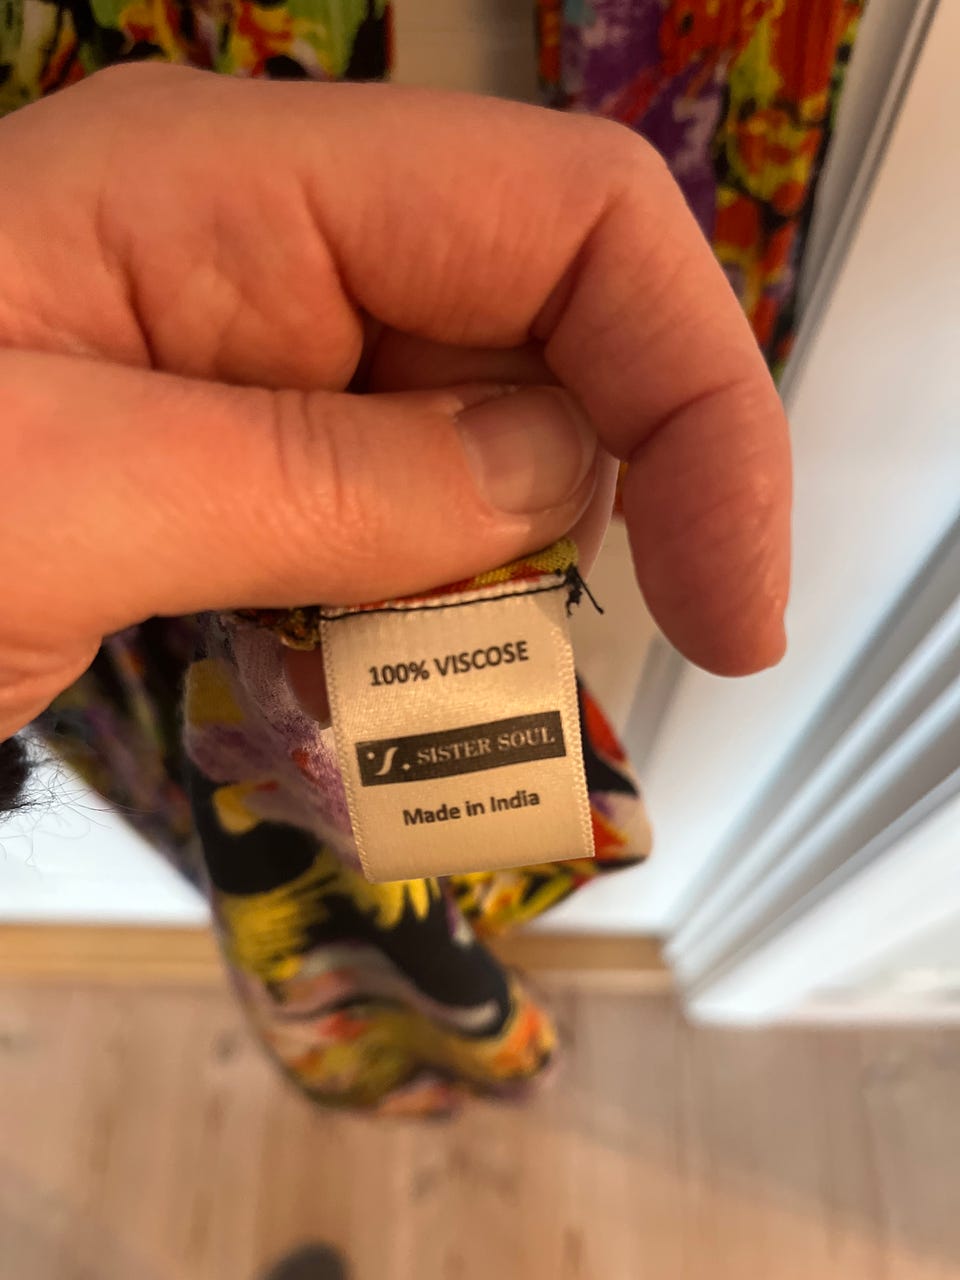 100% VISCOSE
.S. SISTER SOUL
Made in India